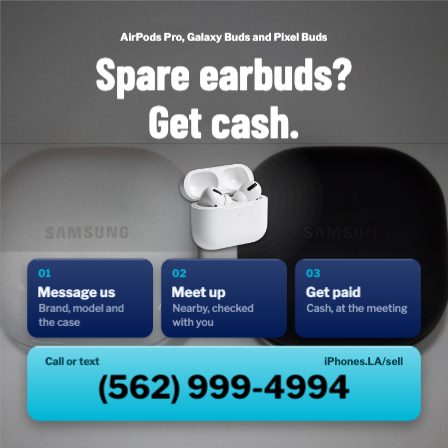 AirPods Pro, Galaxy Buds and Pixel Buds
Spare earbuds?
Get cash.
SAMSUNG
SAMSUNG
01
Message us
Brand, model and
the case
02
Meet up
Nearby, checked
with you
03
Get paid
Cash, at the meeting
Call or text
iPhones.LA/sell
(562) 999-4994